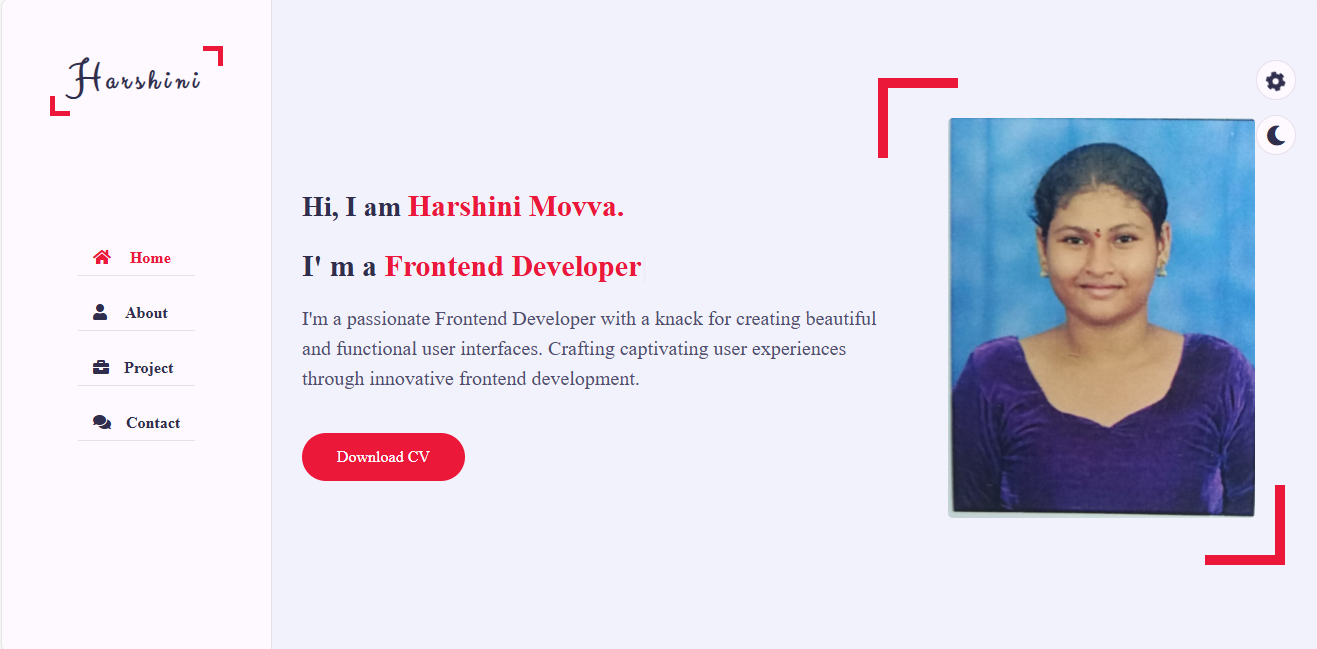 Harshini
Home
About
Project
Contact
Hi, I am Harshini Movva.
I' m a Frontend Developer
I'm a passionate Frontend Developer with a knack for creating beautiful
and functional user interfaces. Crafting captivating user experiences
through innovative frontend development.
Download CV